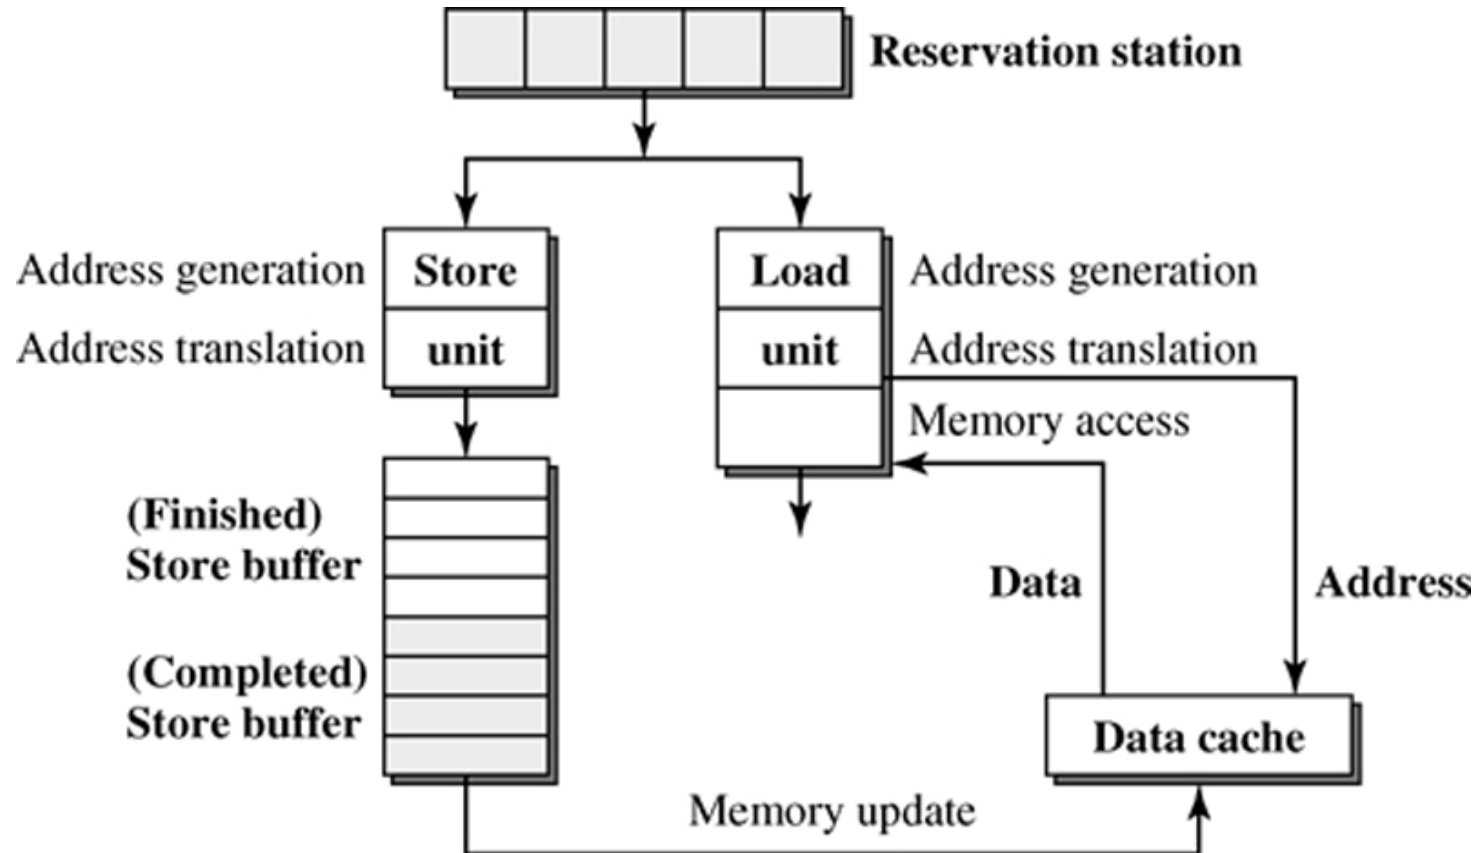 Reservation station
Address generation
Store
Load
Address generation
Address translation
unit
unit
Address translation
Memory access
(Finished)
Store buffer
Data
Address
(Completed)
Store buffer
Data cache
Memory update